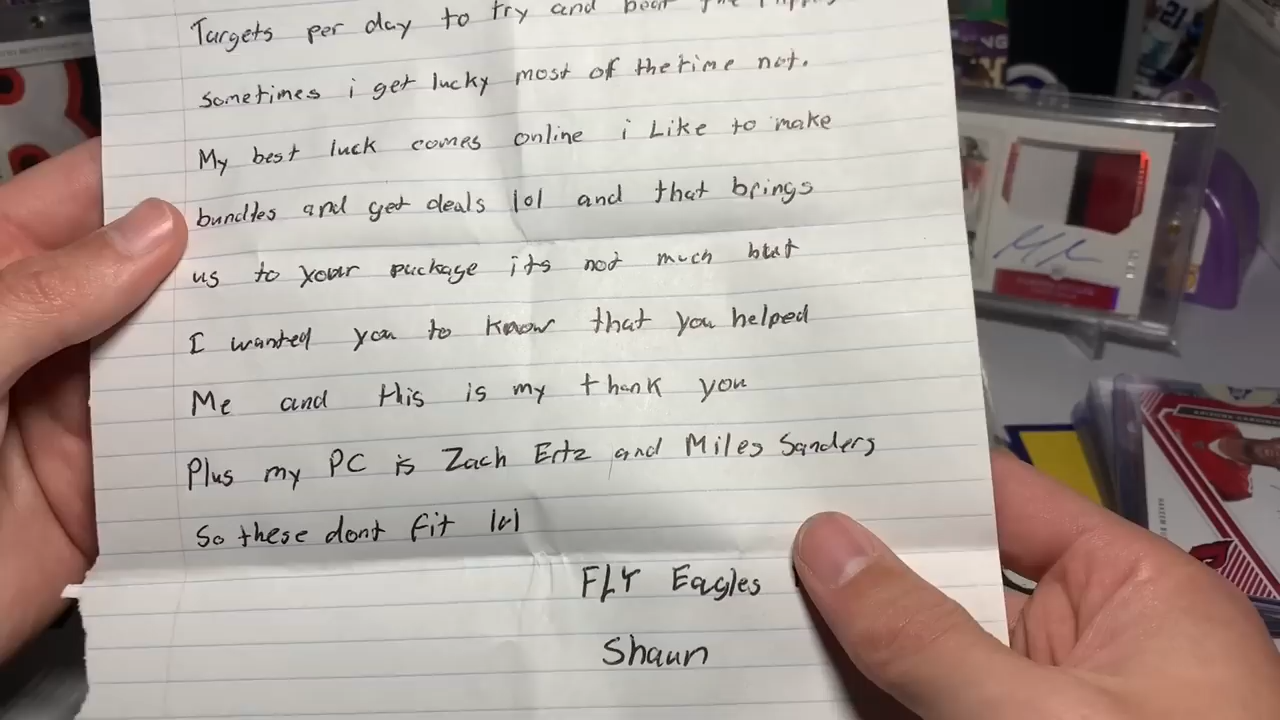 Targets per day to try and beat the
sometimes i get lucky most of the time not.
My best luck comes online i Like to make
bundles and get deals lol and that brings
us to your package its not much but
I wanted you to know that you helped
Me and this is my thank you
Plus my PC is Zach Ertz and Miles Sanders
So these dont fit lol
FLY Eagles
Shaun
21